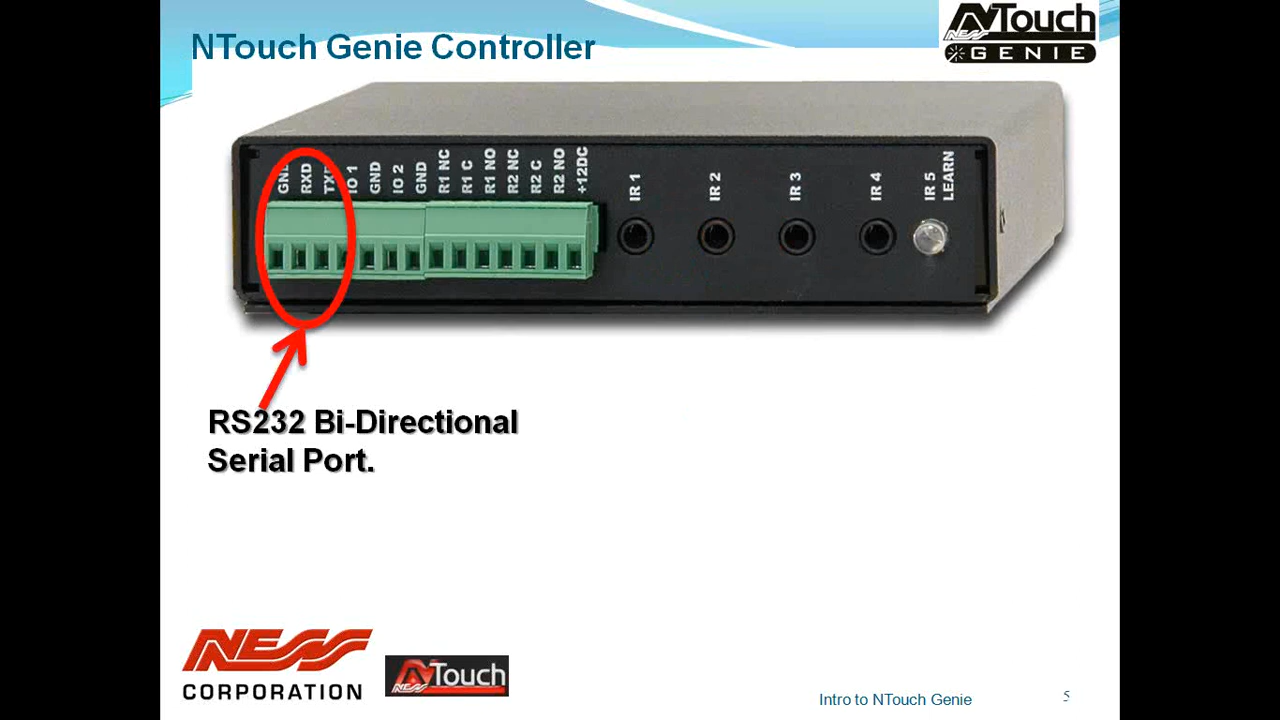 NTouch Genie Controller
NTouch
NESS
GENIE
GND
RXD
IO 1
GND
IO 2
GND
R1 NC
R1 C
R1 NO
R2 NC
R2 C
R2 NO
+12DC
IR 1
IR 2
IR 3
IR 4
IR 5
LEARN
RS232 Bi-Directional
Serial Port.
NESS
CORPORATION
NTouch
NESS
Intro to NTouch Genie
5